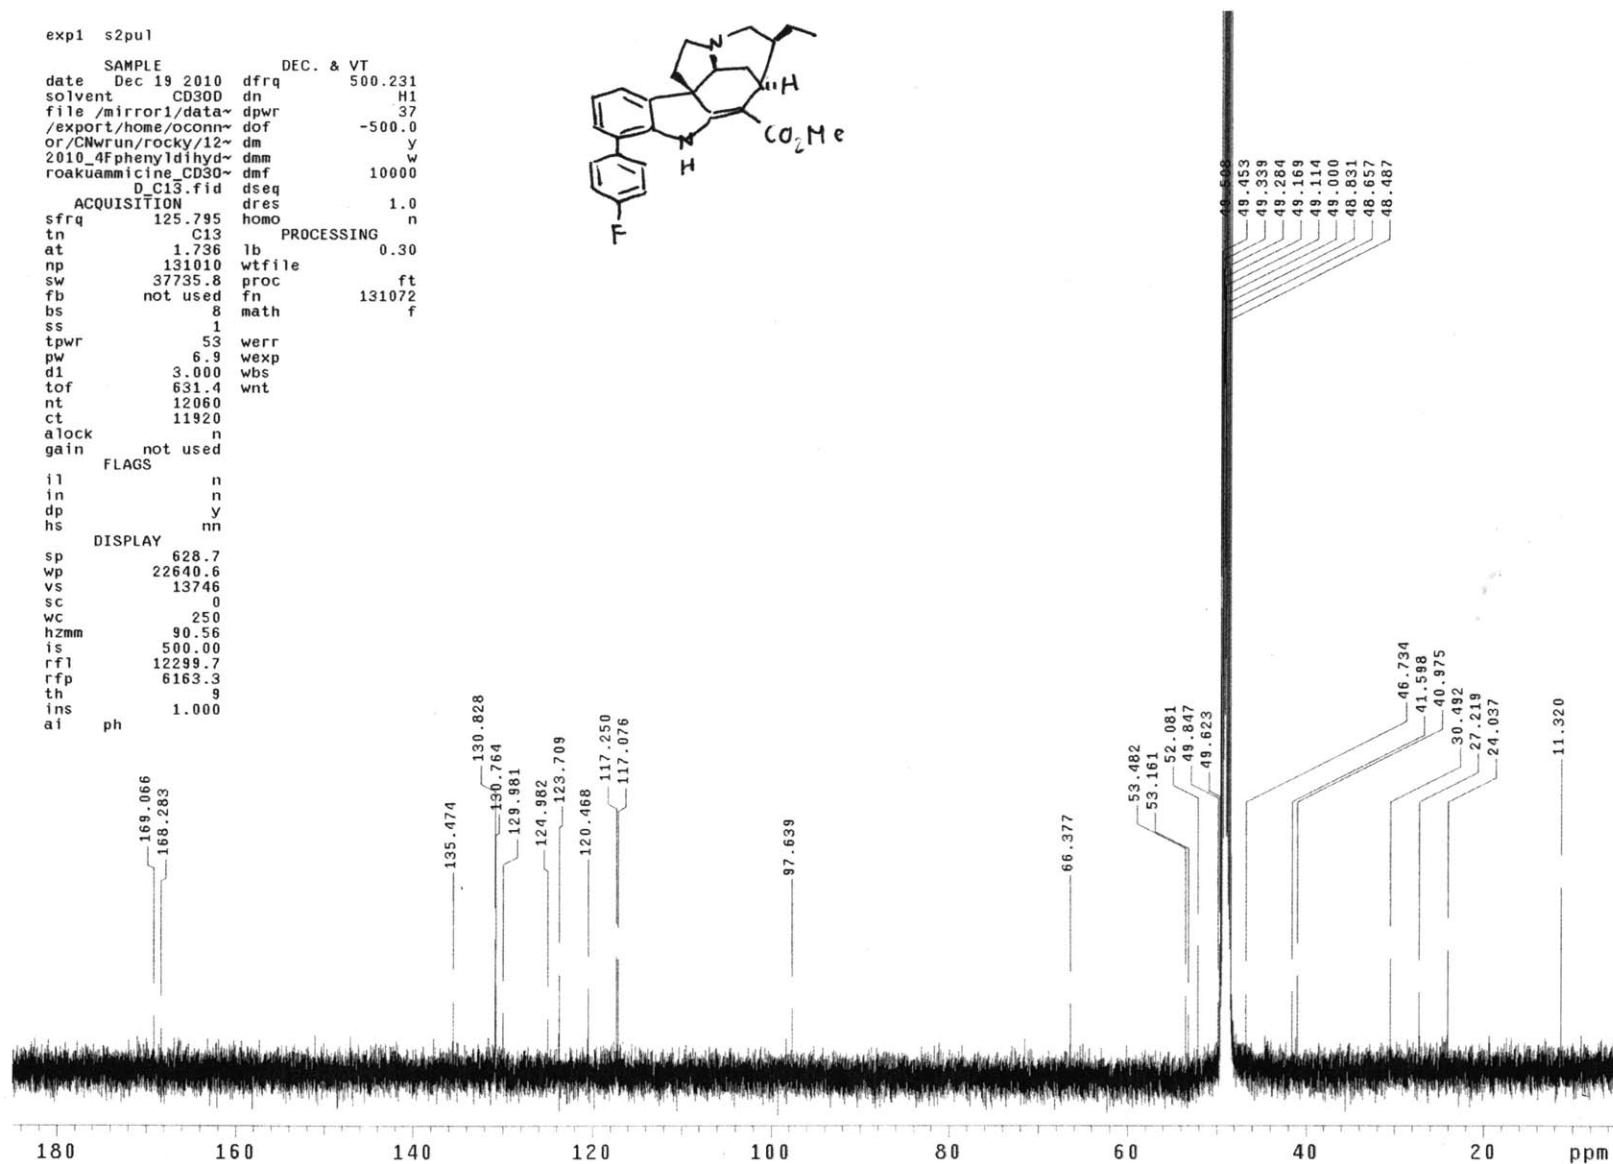 exp1 s2pul
SAMPLE DEC. & VT
date Dec 19 2010 dfrq 500.231
solvent CD3OD dn H1
file /mirror1/data~ dpwr 37
/export/home/oconn~ dof -500.0
or/CNwrun/rocky/12~ dm y
2010_4Fphenyldihyd~ dmm w
roakuammicine_CD3O~ dmf 10000
D_C13.fid dseq
ACQUISITION dres 1.0
sfrq 125.795 homo n
tn C13 PROCESSING
at 1.736 lb 0.30
np 131010 wtfile
sw 37735.8 proc ft
fb not used fn 131072
bs 8 math f
ss 1
tpwr 53 werr
pw 6.9 wexp
d1 3.000 wbs
tof 631.4 wnt
nt 12060
ct 11920
alock n
gain not used
FLAGS
il n
in n
dp y
hs nn
DISPLAY
sp 628.7
wp 22640.6
vs 13746
sc 0
wc 250
hzmm 90.56
is 500.00
rfl 12299.7
rfp 6163.3
th 9
ins 1.000
ai ph
N
H
CO2Me
N
H
F
169.066
168.283
135.474
130.828
130.764
129.981
124.982
123.709
120.468
117.250
117.076
97.639
66.377
53.482
53.161
52.081
49.847
49.623
49.508
49.453
49.339
49.284
49.169
49.114
49.000
48.831
48.657
48.487
46.734
41.598
40.975
30.492
27.219
24.037
11.320
180 160 140 120 100 80 60 40 20 ppm